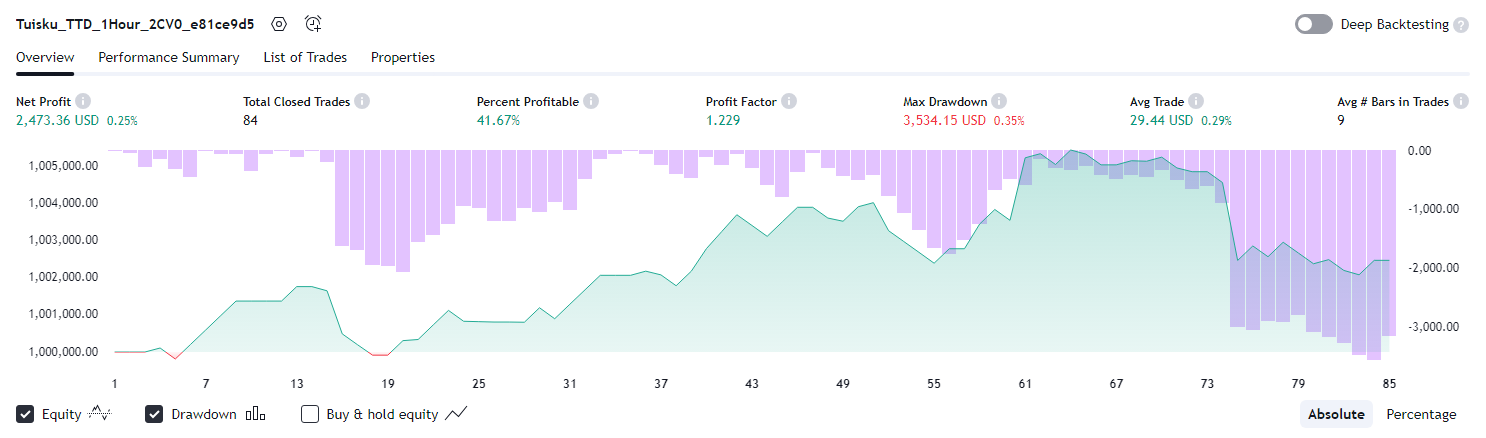 Tuisku_TTD_1Hour_2CV0_e81ce9d5 Deep Backtesting ?
Overview Performance Summary List of Trades Properties
Net Profit i Total Closed Trades i Percent Profitable i Profit Factor i Max Drawdown i Avg Trade i Avg # Bars in Trades i
2,473.36 USD 0.25% 84 41.67% 1.229 3,534.15 USD 0.35% 29.44 USD 0.29% 9
1,005,000.00
1,004,000.00
1,003,000.00
1,002,000.00
1,001,000.00
1,000,000.00
0.00
-1,000.00
-2,000.00
-3,000.00
1 7 13 19 25 31 37 43 49 55 61 67 73 79 85
Equity Drawdown Buy & hold equity Absolute Percentage